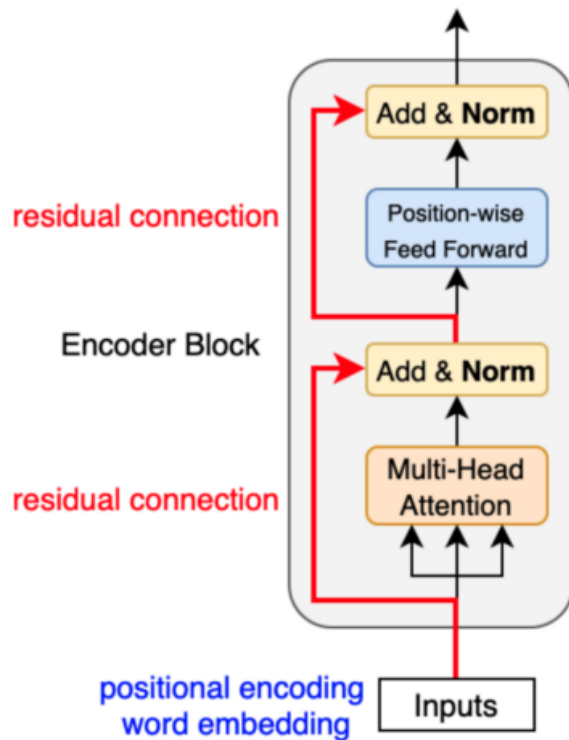 Add & Norm
residual connection
Position-wise
Feed Forward
Encoder Block
Add & Norm
residual connection
Multi-Head
Attention
positional encoding
word embedding
Inputs